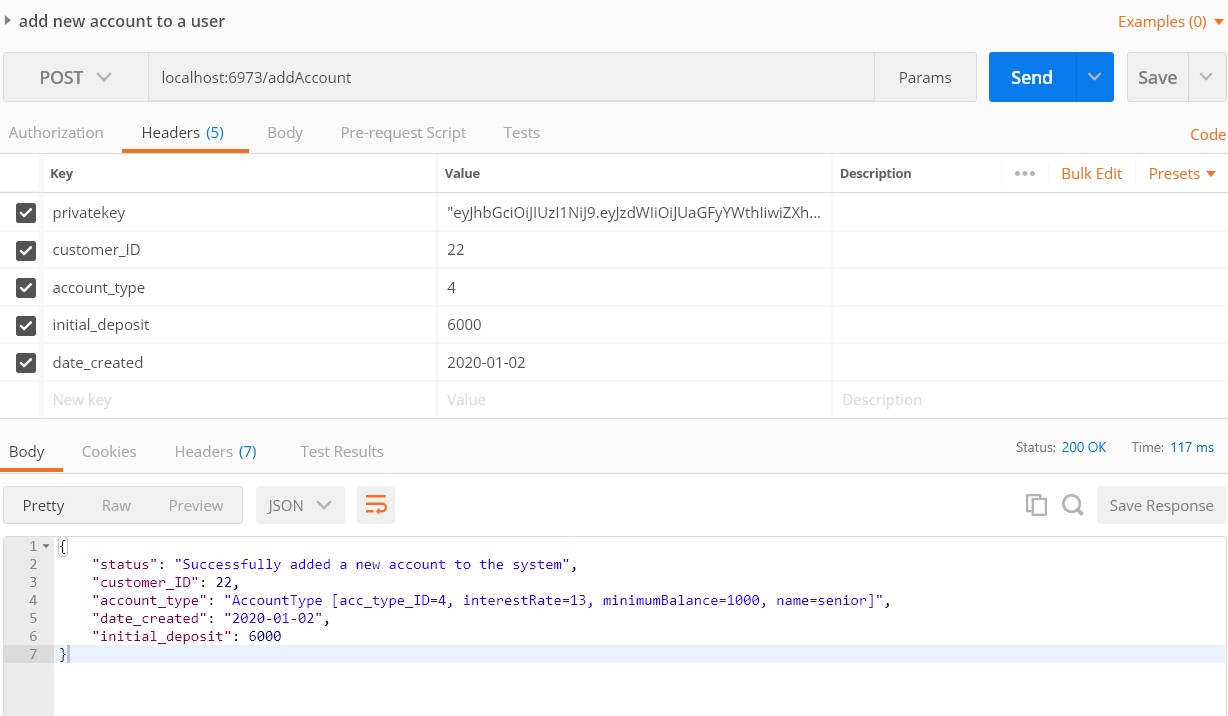 add new account to a user Examples (0)
POST localhost:6973/addAccount Params Send Save
Authorization Headers (5) Body Pre-request Script Tests Code
Key Value Description ••• Bulk Edit Presets
privatekey "eyJhbGciOiJIUzI1NiJ9.eyJzdWIiOiJUaGFyYWthIiwiZXh...
customer_ID 22
account_type 4
initial_deposit 6000
date_created 2020-01-02
New key Value Description
Body Cookies Headers (7) Test Results Status: 200 OK Time: 117 ms
Pretty Raw Preview JSON Save Response
1 {
2 "status": "Successfully added a new account to the system",
3 "customer_ID": 22,
4 "account_type": "AccountType [acc_type_ID=4, interestRate=13, minimumBalance=1000, name=senior]",
5 "date_created": "2020-01-02",
6 "initial_deposit": 6000
7 }